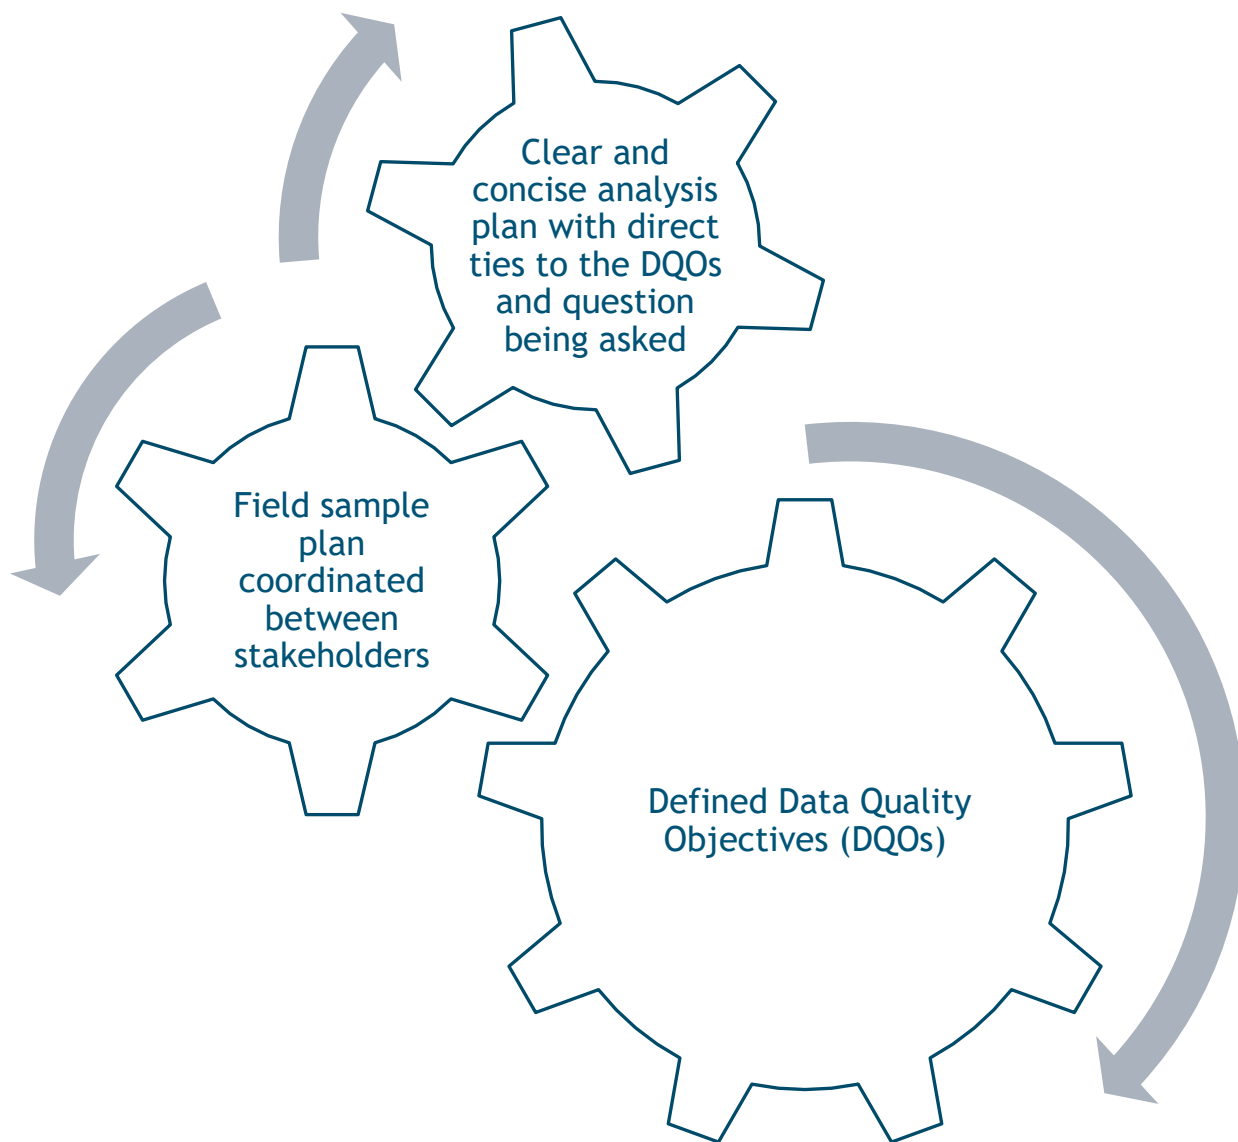 Clear and
concise analysis
plan with direct
ties to the DQOs
and question
being asked
Field sample
plan
coordinated
between
stakeholders
Defined Data Quality
Objectives (DQOs)